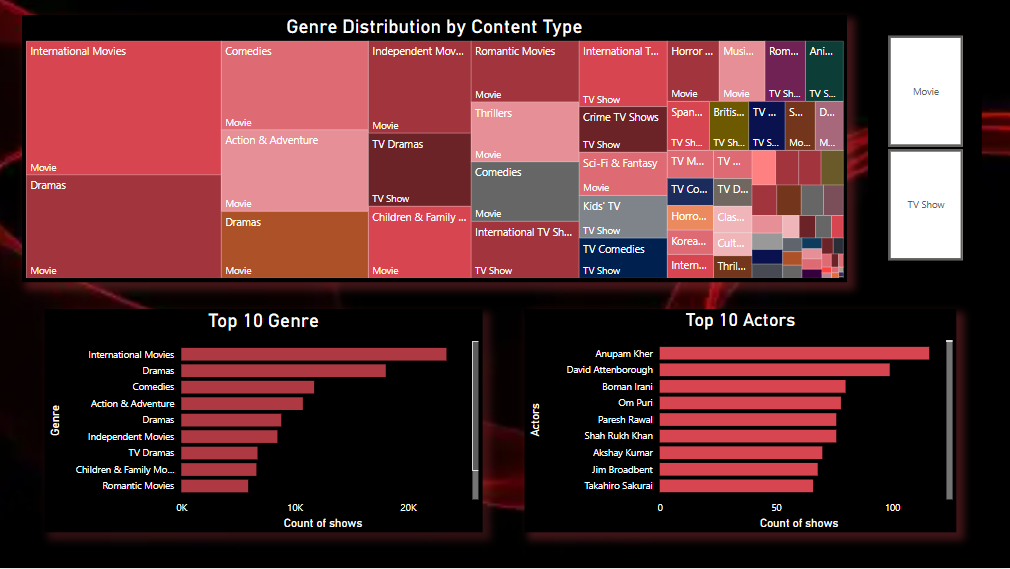 Genre Distribution by Content Type
International Movies
Movie
Dramas
Movie
Comedies
Movie
Action & Adventure
Movie
Dramas
Movie
Independent Mov...
Movie
TV Dramas
TV Show
Children & Family ...
Movie
Romantic Movies
Movie
Thrillers
Movie
Comedies
Movie
International TV Sh...
TV Show
International T...
TV Show
Crime TV Shows
TV Show
Sci-Fi & Fantasy
Movie
Kids' TV
TV Show
TV Comedies
TV Show
Horror ...
Movie
Musi...
Movie
Rom...
TV Sh...
Ani...
TV S...
Span...
TV Sh...
Britis...
TV Sh...
TV ...
TV S...
S...
Mo...
D...
M...
TV M...
TV ...
TV Co...
TV D...
Horro...
Clas...
Korea...
Cult...
Intern...
Thril...
Movie
TV Show
Top 10 Genre
Genre
International Movies
Dramas
Comedies
Action & Adventure
Dramas
Independent Movies
TV Dramas
Children & Family Mo...
Romantic Movies
0K
10K
20K
Count of shows
Top 10 Actors
Actors
Anupam Kher
David Attenborough
Boman Irani
Om Puri
Paresh Rawal
Shah Rukh Khan
Akshay Kumar
Jim Broadbent
Takahiro Sakurai
0
50
100
Count of shows